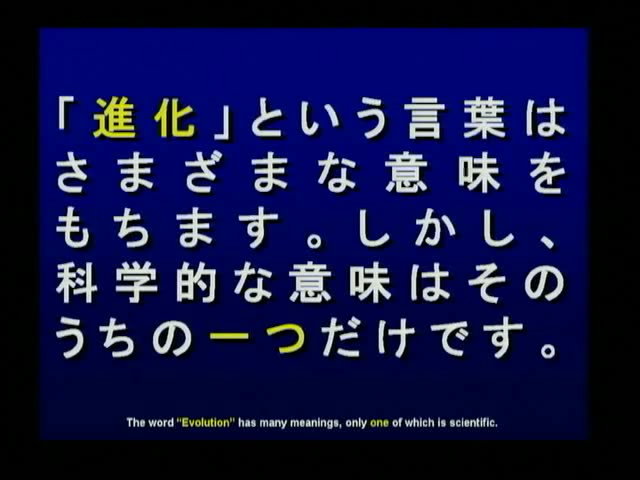 「進化」という言葉は
さまざまな意味を
もちます。しかし、
科学的な意味はその
うちの一つだけです。
The word "Evolution" has many meanings, only one of which is scientific.